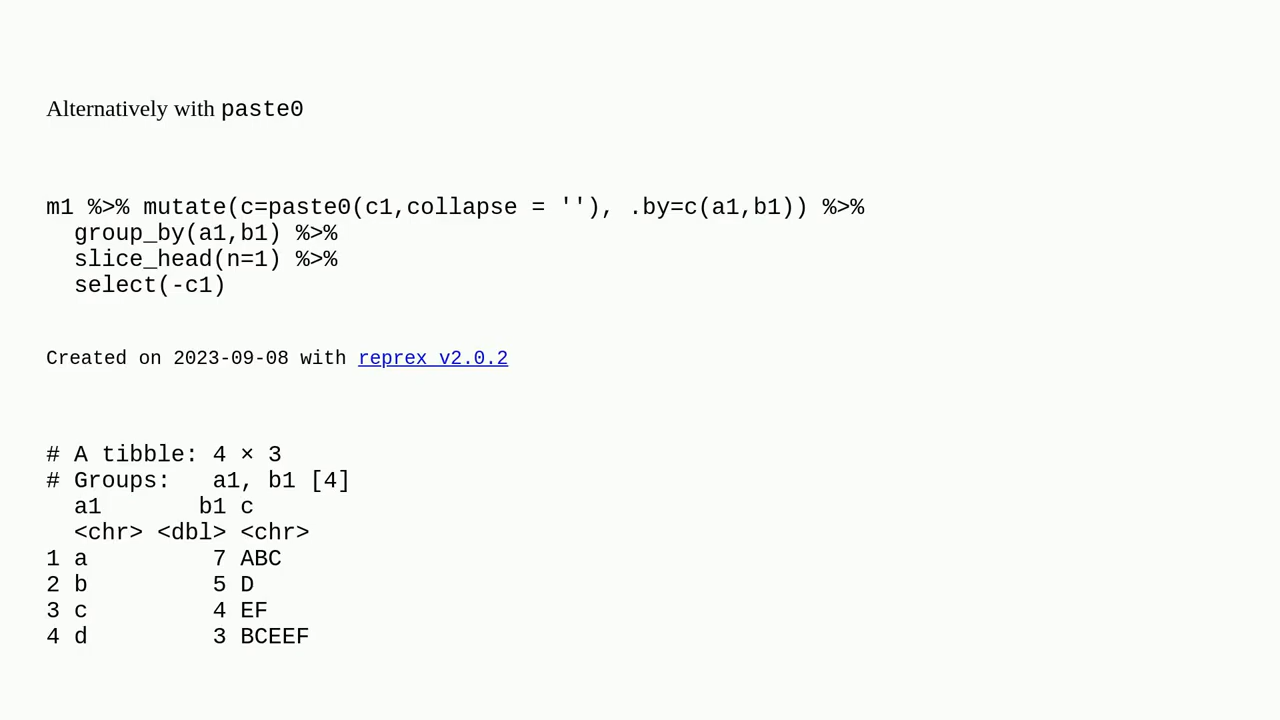 Alternatively with paste0
m1 %>% mutate(c=paste0(c1,collapse = ''), .by=c(a1,b1)) %>%
  group_by(a1,b1) %>%
  slice_head(n=1) %>%
  select(-c1)
Created on 2023-09-08 with reprex v2.0.2
# A tibble: 4 × 3
# Groups:   a1, b1 [4]
  a1       b1 c
  <chr> <dbl> <chr>
1 a         7 ABC
2 b         5 D
3 c         4 EF
4 d         3 BCEEF